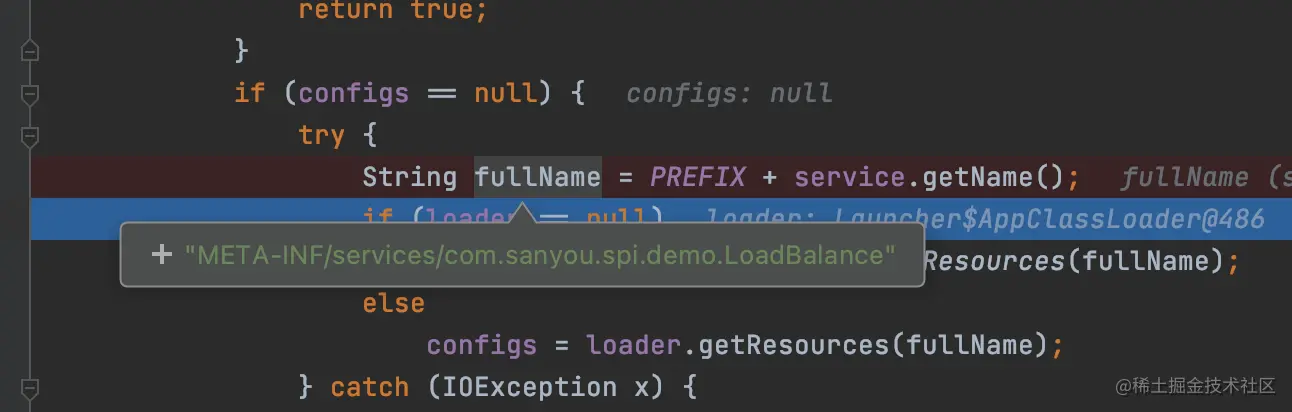 return true;
}
if (configs == null) { configs: null
try {
String fullName = PREFIX + service.getName(); fullName (s
if (loader == null) loader: Launcher$AppClassLoader@486
+ "META-INF/services/com.sanyou.spi.demo.LoadBalance" Resources(fullName);
else
configs = loader.getResources(fullName);
} catch (IOException x) {
@稀土掘金技术社区